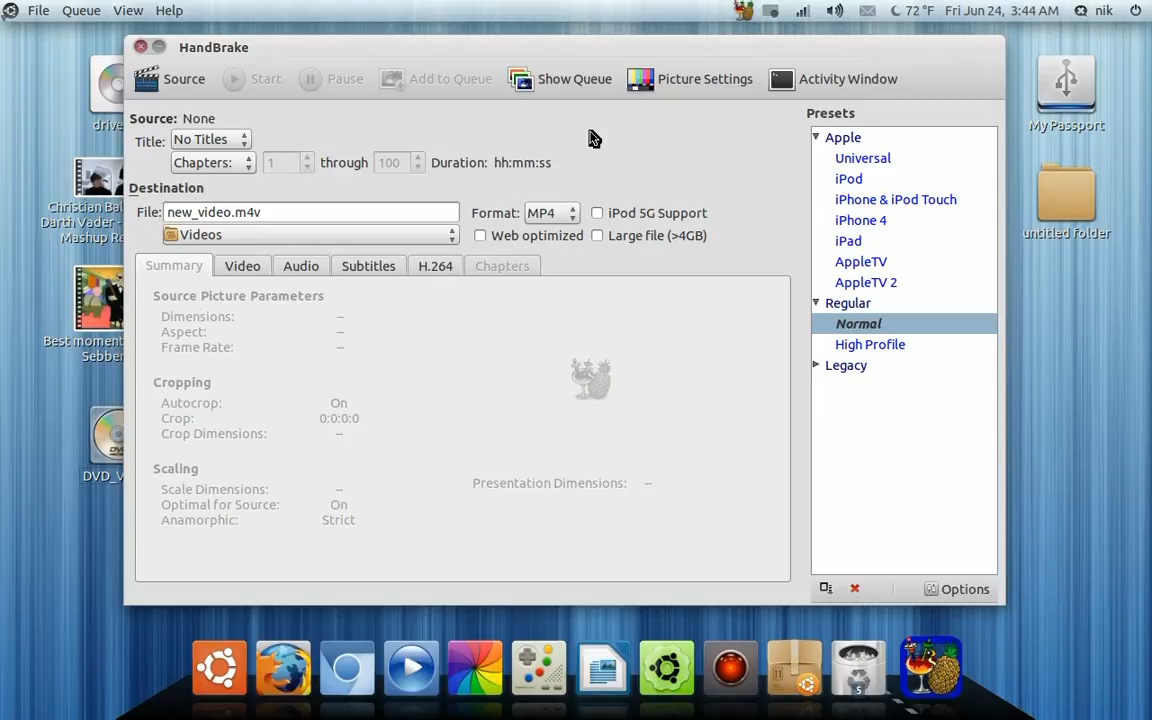 File Queue View Help 72 °F Fri Jun 24, 3:44 AM nik
HandBrake
Source Start Pause Add to Queue Show Queue Picture Settings Activity Window
Source: None
Title: No Titles
Chapters: 1 through 100 Duration: hh:mm:ss
Destination
File: new_video.m4v Format: MP4 iPod 5G Support
Videos Web optimized Large file (>4GB)
Summary Video Audio Subtitles H.264 Chapters
Source Picture Parameters
Dimensions: --
Aspect: --
Frame Rate: --
Cropping
Autocrop: On
Crop: 0:0:0:0
Crop Dimensions: --
Scaling
Scale Dimensions: --
Optimal for Source: On
Anamorphic: Strict
Presentation Dimensions: --
Presets
Apple
Universal
iPod
iPhone & iPod Touch
iPhone 4
iPad
AppleTV
AppleTV 2
Regular
Normal
High Profile
Legacy
Options
drive
Christian Bal
Darth Vader -
Mashup Re
Best moment
Sebber
DVD_V
My Passport
untitled folder
5